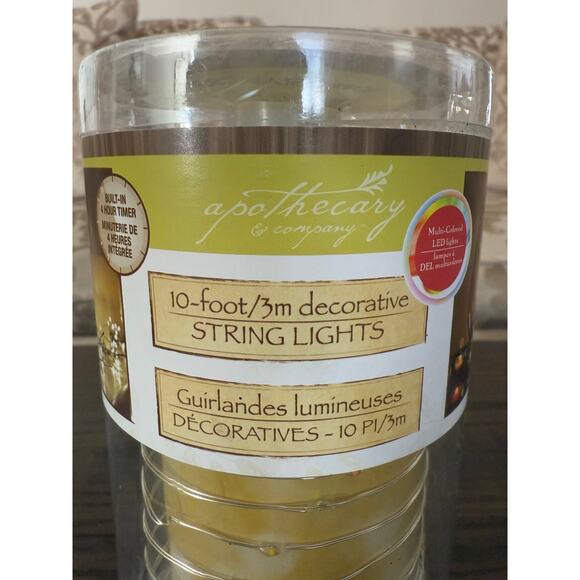 BUILT-IN
4 HOUR TIMER
MINUTERIE DE
4 HEURES
INTÉGRÉE
apothecary
& company™
Multi-Colored
LED lights
lampes à
DEL multicolores
10-foot/3m decorative
STRING LIGHTS
Guirlandes lumineuses
DÉCORATIVES - 10 PI/3m